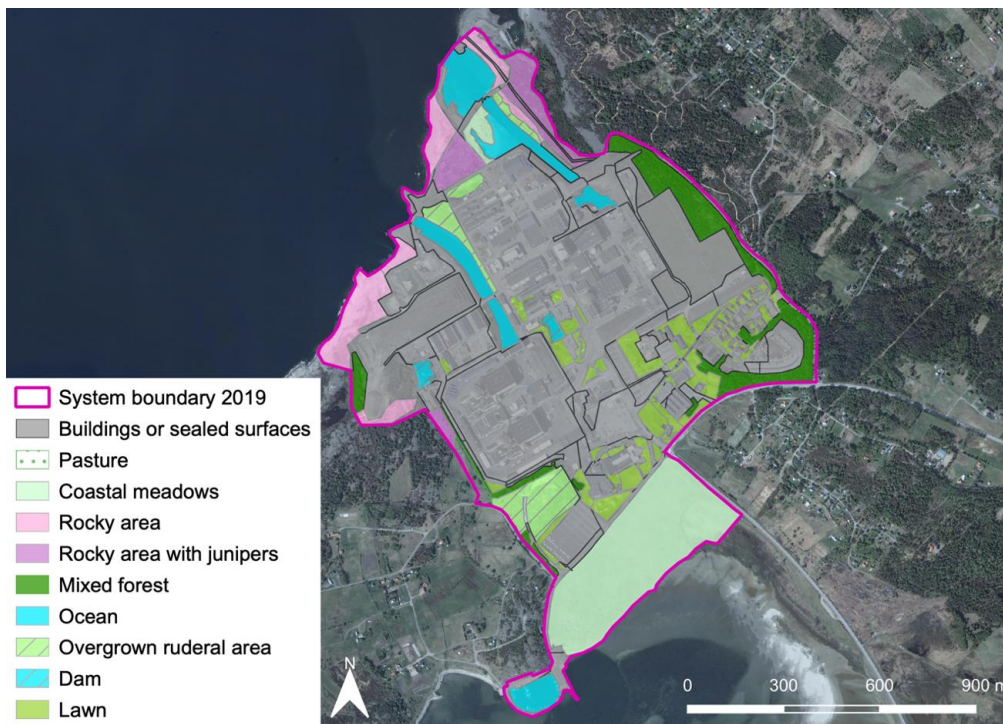 System boundary 2019
Buildings or sealed surfaces
Pasture
Coastal meadows
Rocky area
Rocky area with junipers
Mixed forest
Ocean
Overgrown ruderal area
Dam
Lawn
N
0 300 600 900 m